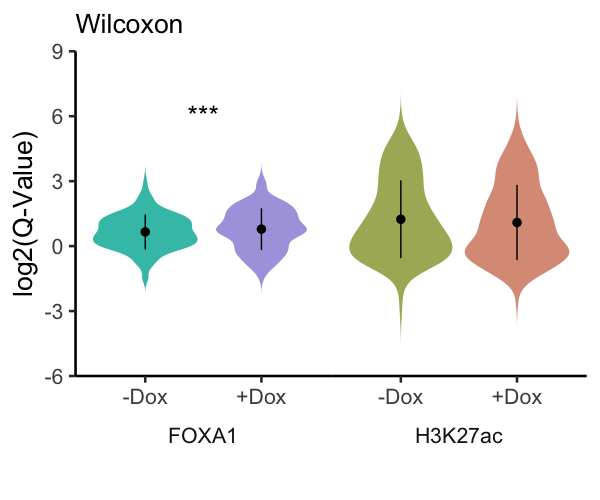 Wilcoxon
9
6
3
0
-3
-6
log2(Q-Value)
***
-Dox
+Dox
-Dox
+Dox
FOXA1
H3K27ac